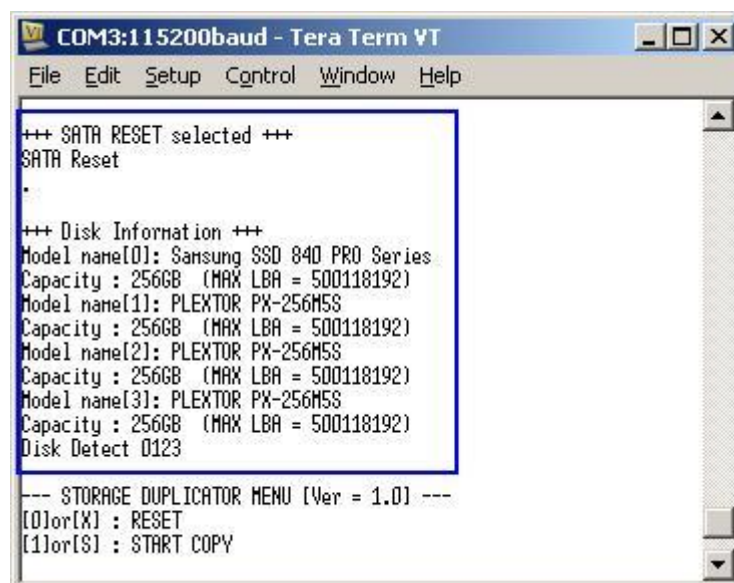 COM3:115200baud - Tera Term VT
File Edit Setup Control Window Help
+++ SATA RESET selected +++
SATA Reset
.
+++ Disk Information +++
Model name[0]: Samsung SSD 840 PRO Series
Capacity : 256GB (MAX LBA = 500118192)
Model name[1]: PLEXTOR PX-256M5S
Capacity : 256GB (MAX LBA = 500118192)
Model name[2]: PLEXTOR PX-256M5S
Capacity : 256GB (MAX LBA = 500118192)
Model name[3]: PLEXTOR PX-256M5S
Capacity : 256GB (MAX LBA = 500118192)
Disk Detect 0123
--- STORAGE DUPLICATOR MENU [Ver = 1.0] ---
[0]or[X] : RESET
[1]or[S] : START COPY